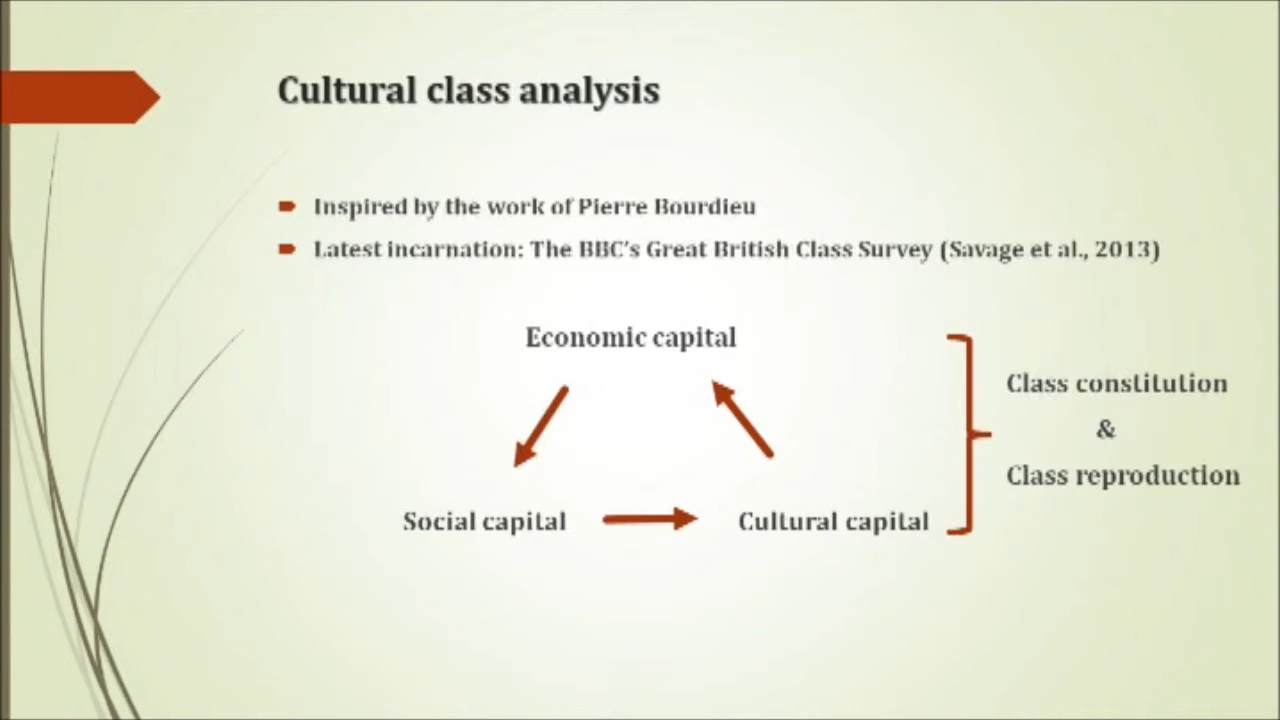 Cultural class analysis
Inspired by the work of Pierre Bourdieu
Latest incarnation: The BBC's Great British Class Survey (Savage et al., 2013)
Economic capital
Class constitution
&
Class reproduction
Social capital
Cultural capital